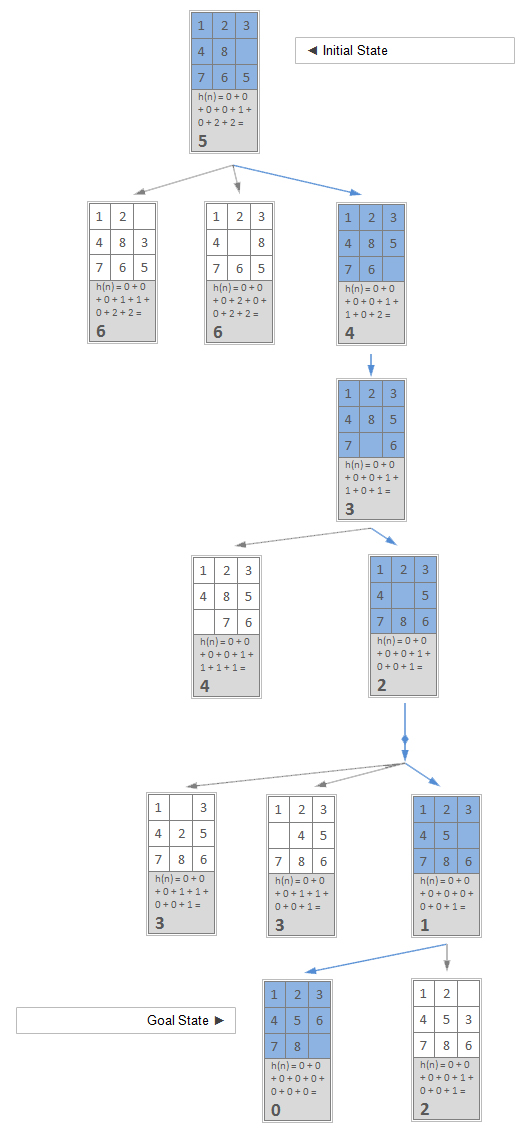 1 2 3
4 8
7 6 5
h(n) = 0 + 0
+ 0 + 0 + 1 +
0 + 2 + 2 =
5
◄ Initial State
1 2
4 8 3
7 6 5
h(n) = 0 + 0
+ 0 + 1 + 1 +
0 + 2 + 2 =
6
1 2 3
4 8
7 6 5
h(n) = 0 + 0
+ 0 + 2 + 0 +
0 + 2 + 2 =
6
1 2 3
4 8 5
7 6
h(n) = 0 + 0
+ 0 + 0 + 1 +
1 + 0 + 2 =
4
1 2 3
4 8 5
7 6
h(n) = 0 + 0
+ 0 + 0 + 1 +
1 + 0 + 1 =
3
1 2 3
4 8 5
7 6
h(n) = 0 + 0
+ 0 + 0 + 1 +
1 + 1 + 1 =
4
1 2 3
4 5
7 8 6
h(n) = 0 + 0
+ 0 + 0 + 1 +
0 + 0 + 1 =
2
1 3
4 2 5
7 8 6
h(n) = 0 + 0
+ 0 + 1 + 1 +
0 + 0 + 1 =
3
1 2 3
4 5
7 8 6
h(n) = 0 + 0
+ 0 + 1 + 1 +
0 + 0 + 1 =
3
1 2 3
4 5
7 8 6
h(n) = 0 + 0
+ 0 + 0 + 0 +
0 + 0 + 1 =
1
Goal State ►
1 2 3
4 5 6
7 8
h(n) = 0 + 0
+ 0 + 0 + 0 +
0 + 0 + 0 =
0
1 2
4 5 3
7 8 6
h(n) = 0 + 0
+ 0 + 0 + 1 +
0 + 0 + 1 =
2